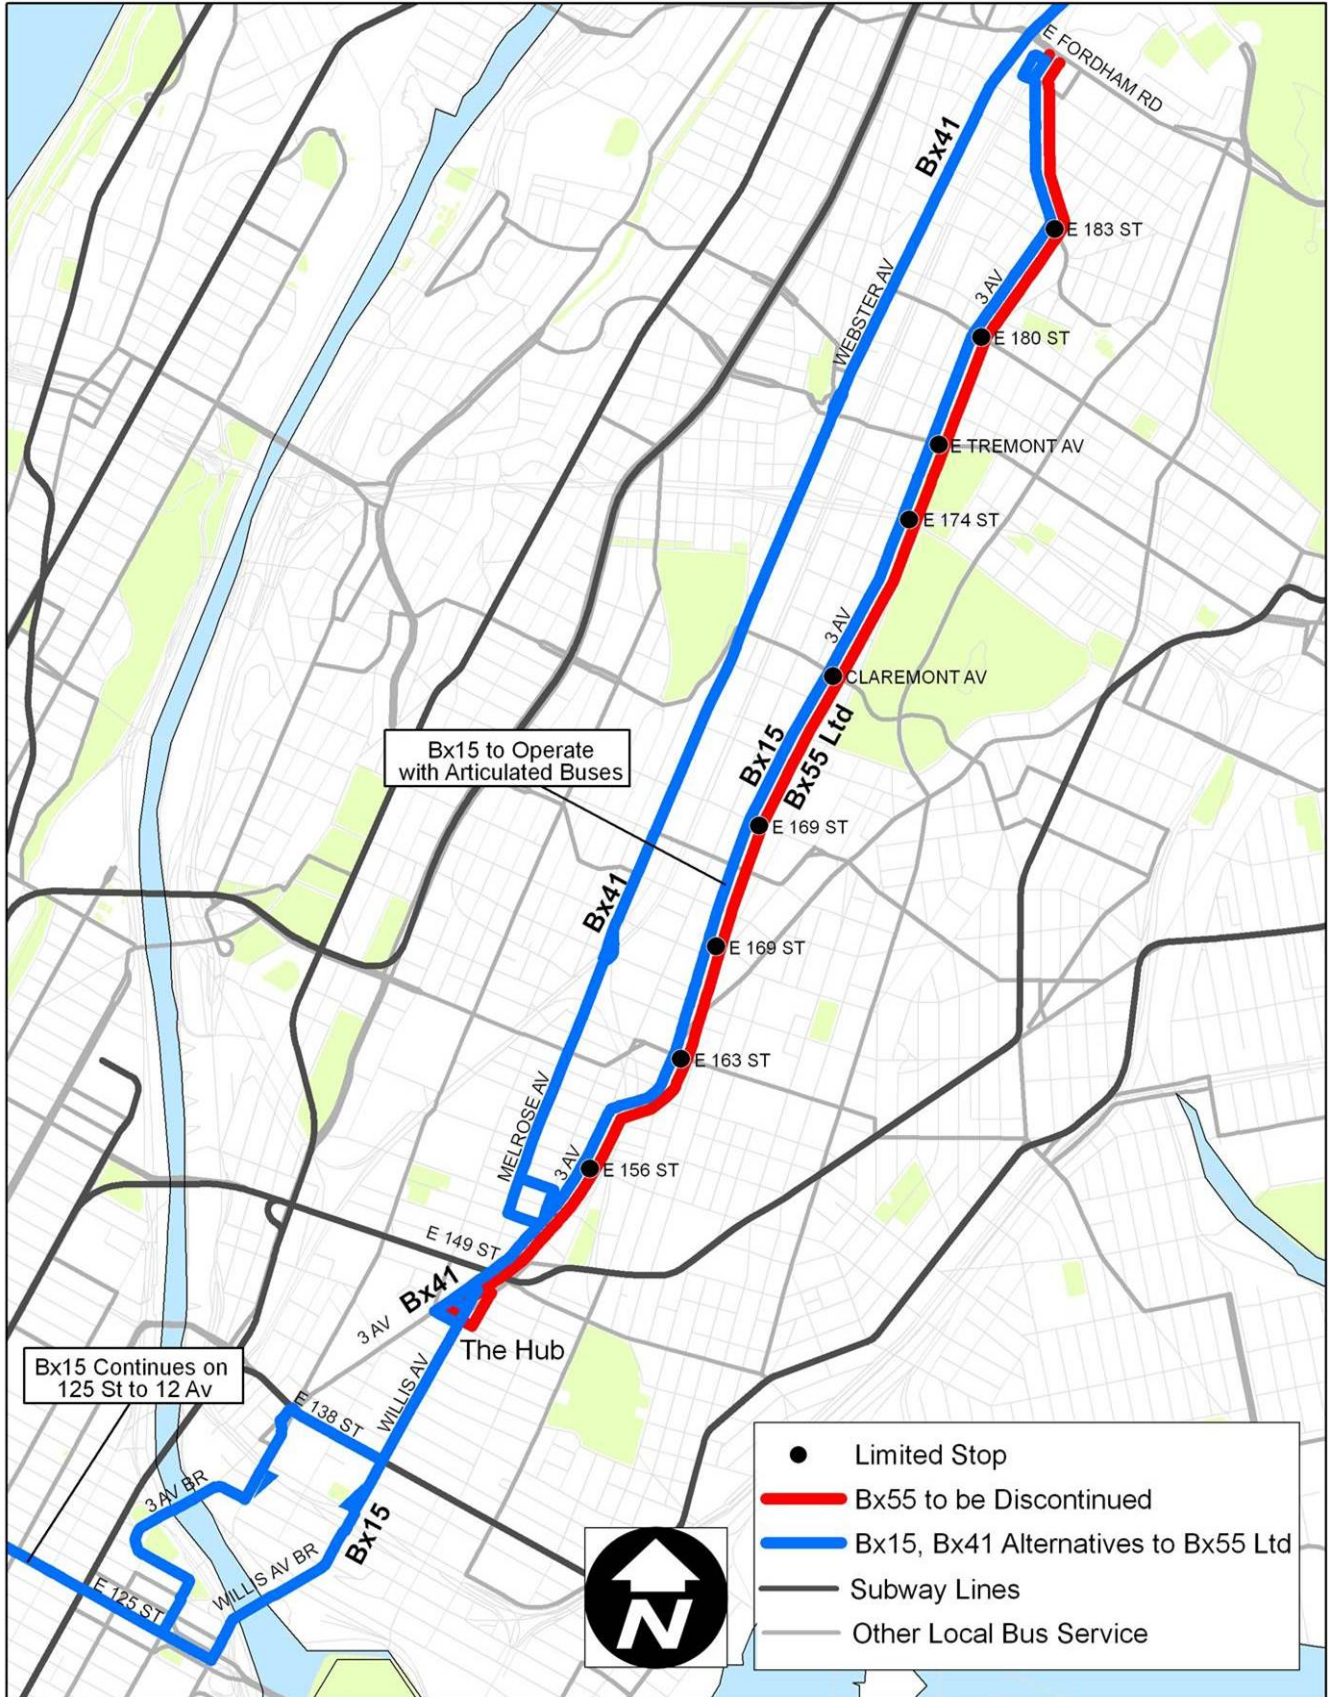 E FORDHAM RD
Bx41
E 183 ST
WEBSTER AV
3 AV
E 180 ST
E TREMONT AV
E 174 ST
3 AV
CLAREMONT AV
Bx15
Bx55 Ltd
Bx15 to Operate
with Articulated Buses
E 169 ST
Bx41
E 169 ST
E 163 ST
MELROSE AV
3 AV
E 156 ST
E 149 ST
Bx41
3 AV
The Hub
Bx15 Continues on
125 St to 12 Av
WILLIS AV
E 138 ST
3 AV BR
Bx15
WILLIS AV BR
E 125 ST
N
Limited Stop
Bx55 to be Discontinued
Bx15, Bx41 Alternatives to Bx55 Ltd
Subway Lines
Other Local Bus Service